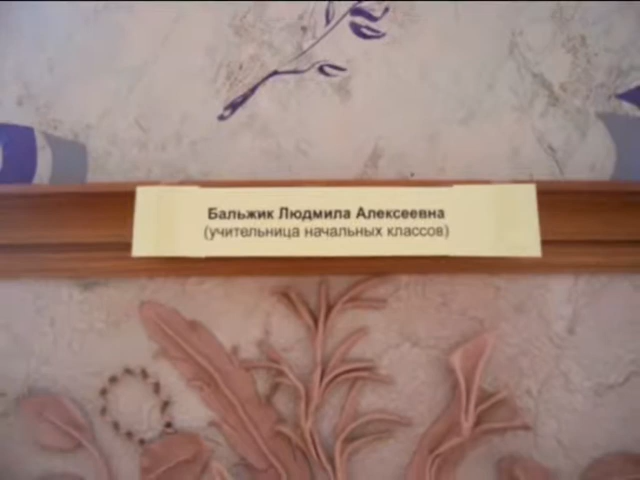 Бальжик Людмила Алексеевна
(учительница начальных классов)